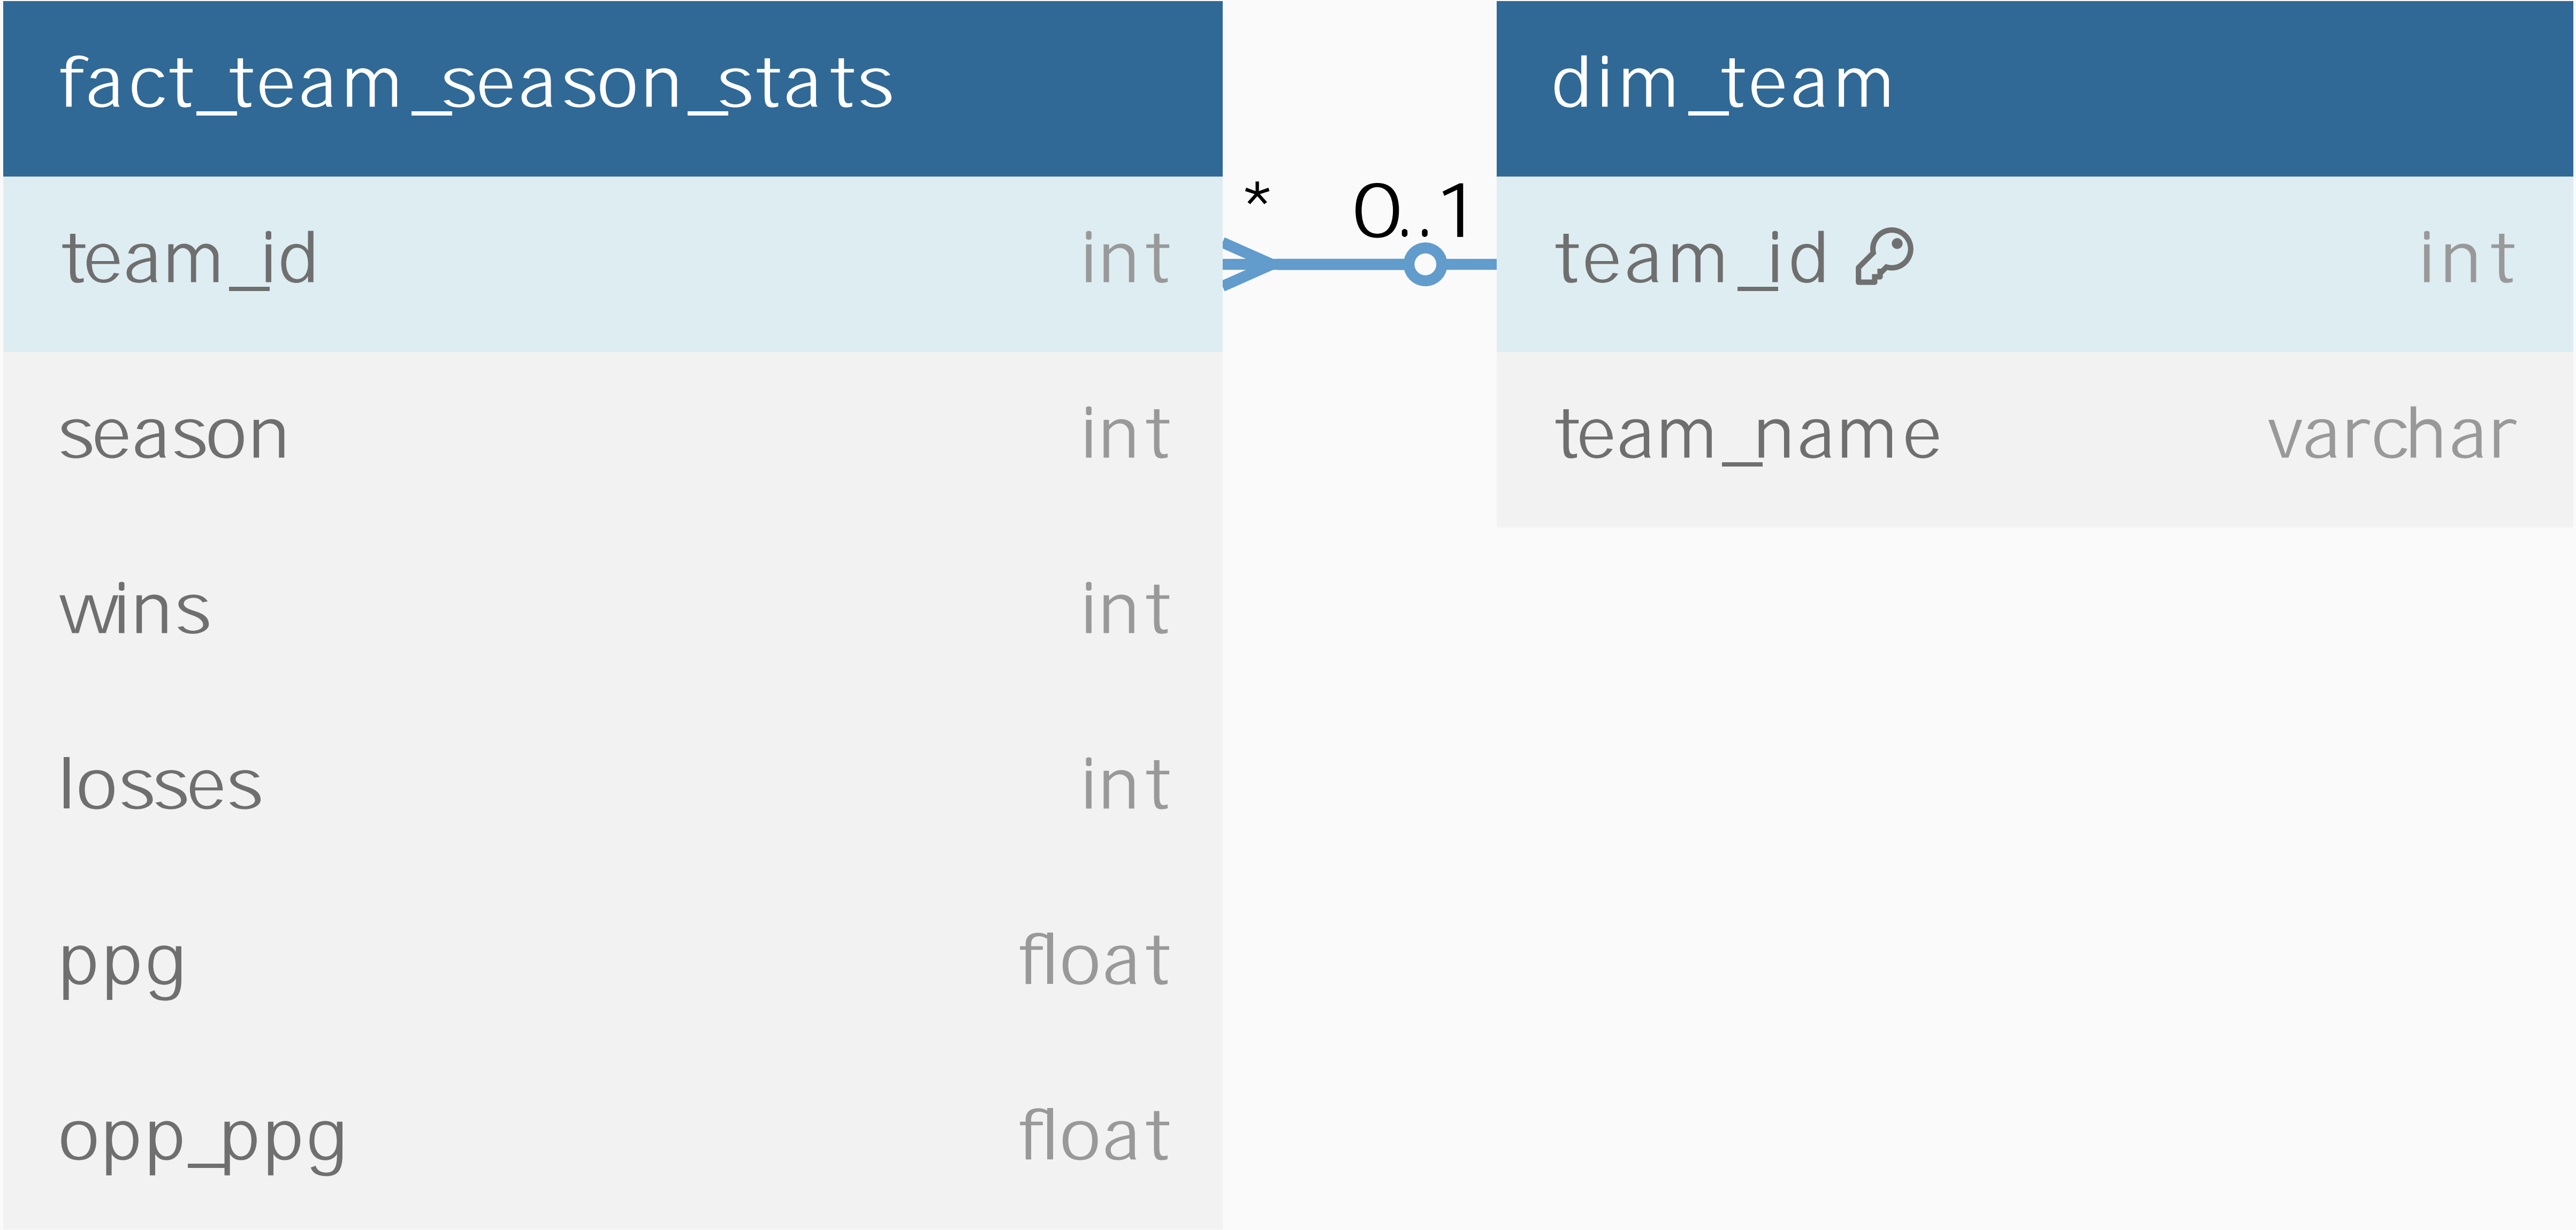 fact_team_season_stats
team_id int
season int
wins int
losses int
ppg float
opp_ppg float
* 0..1
dim_team
team_id int
team_name varchar